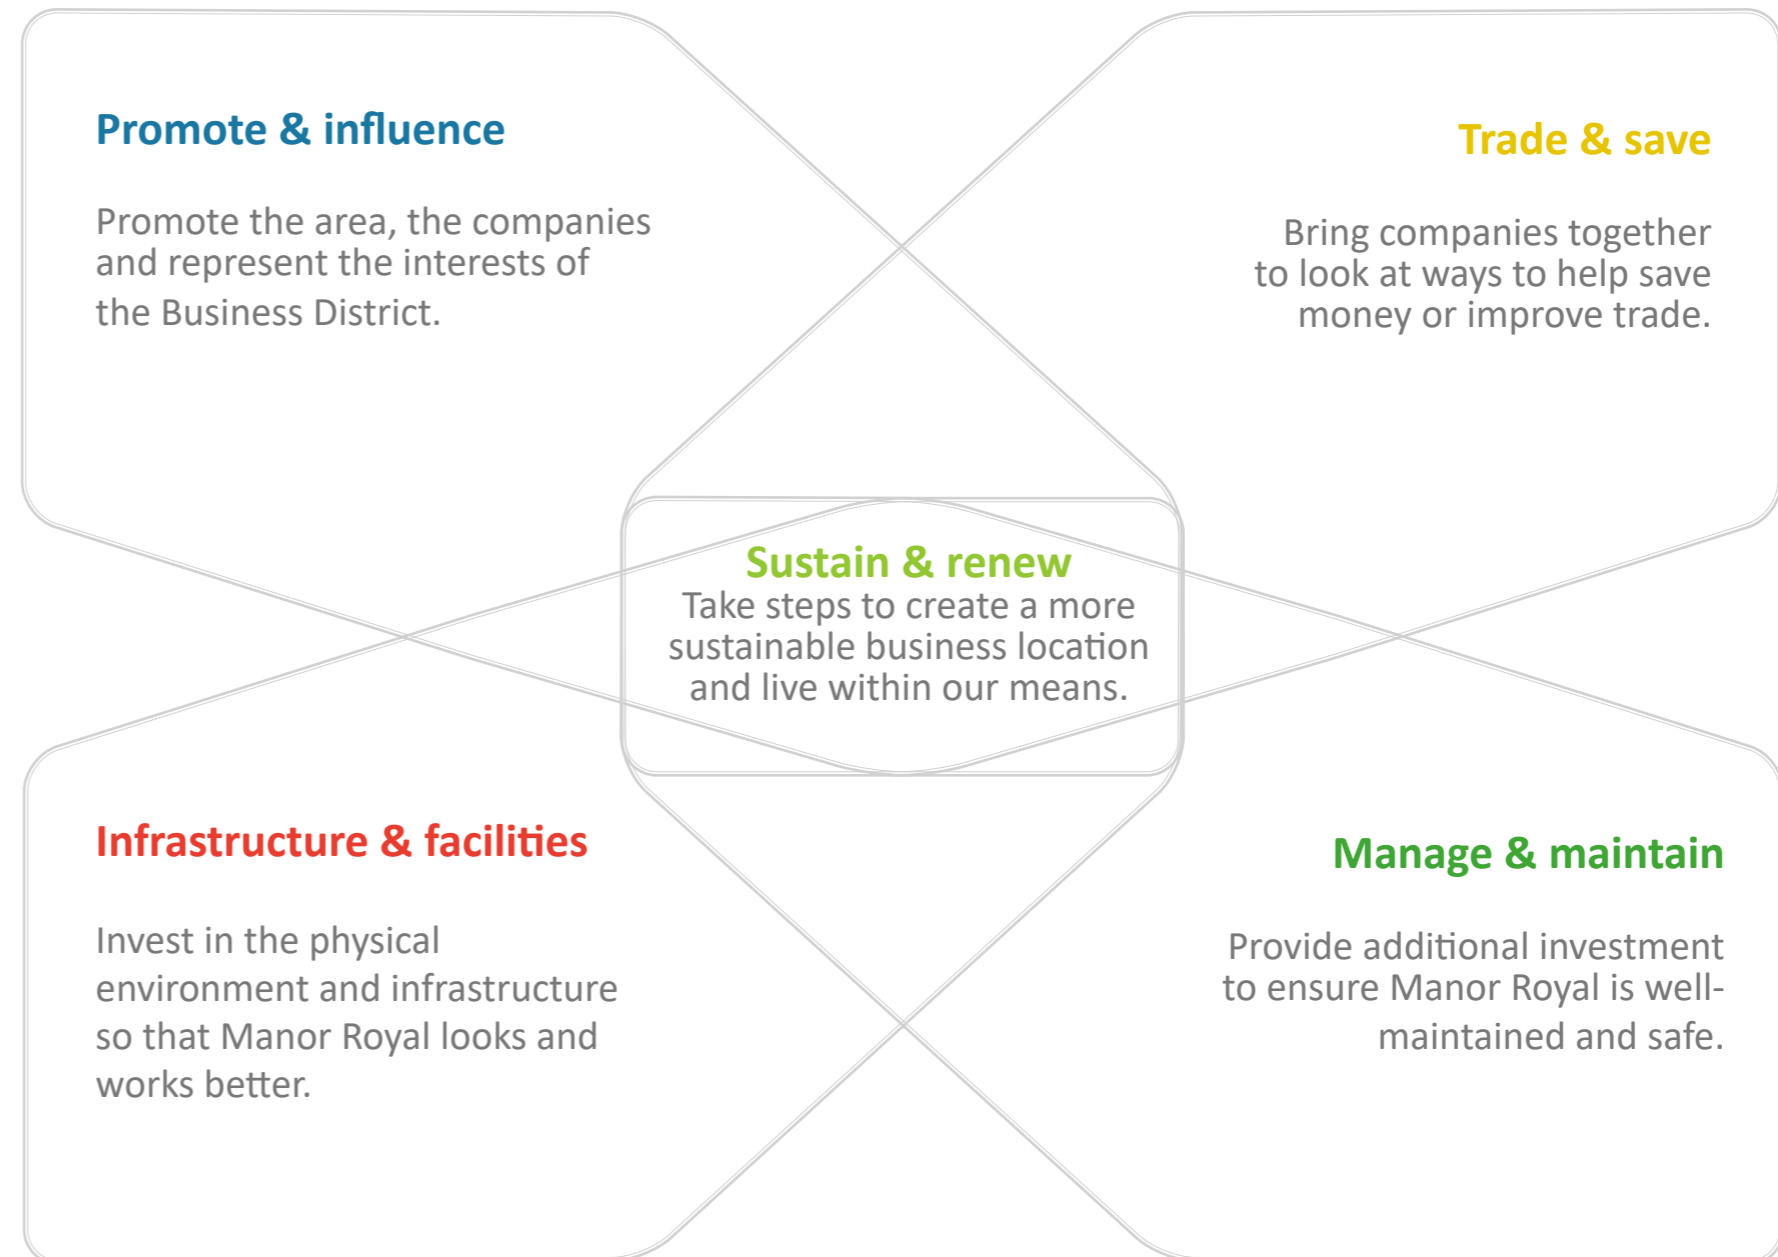 Promote & influence
Promote the area, the companies
and represent the interests of
the Business District.
Trade & save
Bring companies together
to look at ways to help save
money or improve trade.
Sustain & renew
Take steps to create a more
sustainable business location
and live within our means.
Infrastructure & facilities
Invest in the physical
environment and infrastructure
so that Manor Royal looks and
works better.
Manage & maintain
Provide additional investment
to ensure Manor Royal is well-
maintained and safe.